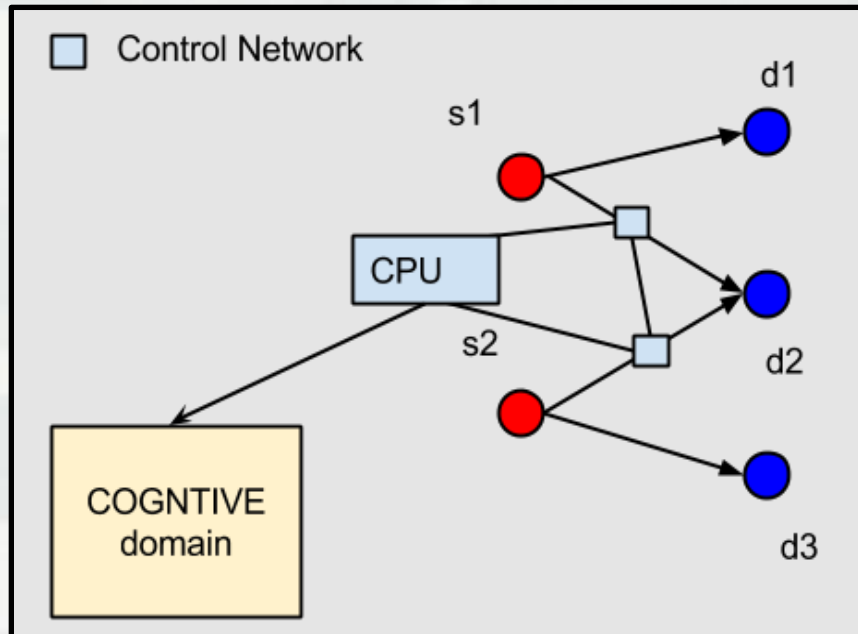 Control Network
d1
s1
CPU
s2
d2
COGNTIVE
domain
d3